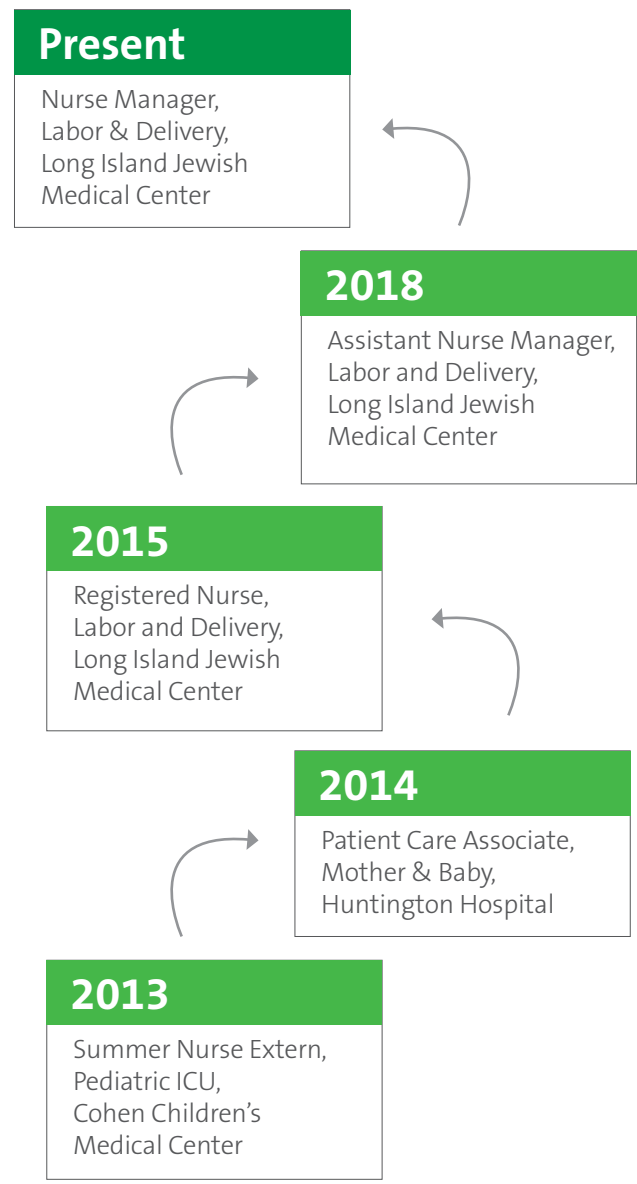 Present
Nurse Manager,
Labor & Delivery,
Long Island Jewish
Medical Center
2018
Assistant Nurse Manager,
Labor and Delivery,
Long Island Jewish
Medical Center
2015
Registered Nurse,
Labor and Delivery,
Long Island Jewish
Medical Center
2014
Patient Care Associate,
Mother & Baby,
Huntington Hospital
2013
Summer Nurse Extern,
Pediatric ICU,
Cohen Children’s
Medical Center